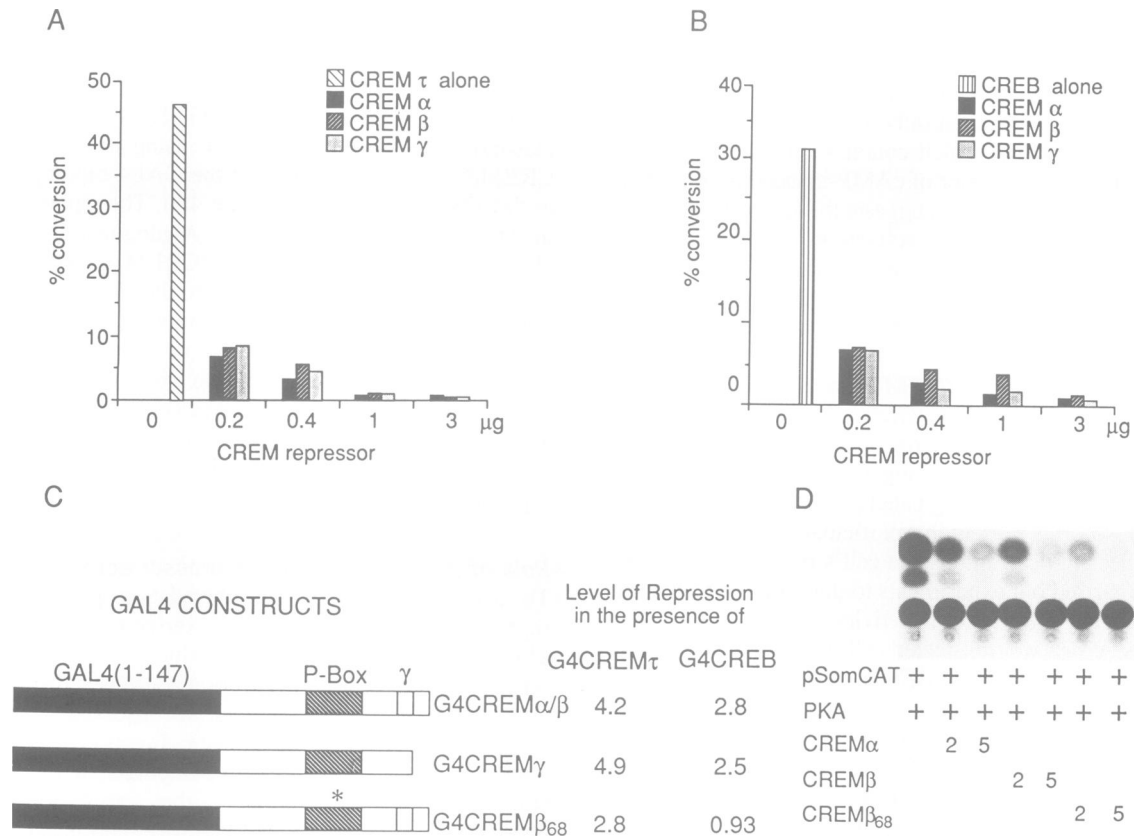 A
CREM τ alone
CREM α
CREM β
CREM γ
% conversion
50
40
30
20
10
0
0 0.2 0.4 1 3 μg
CREM repressor
B
CREB alone
CREM α
CREM β
CREM γ
% conversion
40
30
30
20
10
0
0 0.2 0.4 1 3 μg
CREM repressor
C
GAL4 CONSTRUCTS
Level of Repression
in the presence of
G4CREMτ G4CREB
GAL4(1-147) P-Box γ
G4CREMα/β 4.2 2.8
G4CREMγ 4.9 2.5
*
G4CREMβ68 2.8 0.93
D
pSomCAT + + + + + + +
PKA + + + + + + +
CREMα 2 5
CREMβ 2 5
CREMβ68 2 5